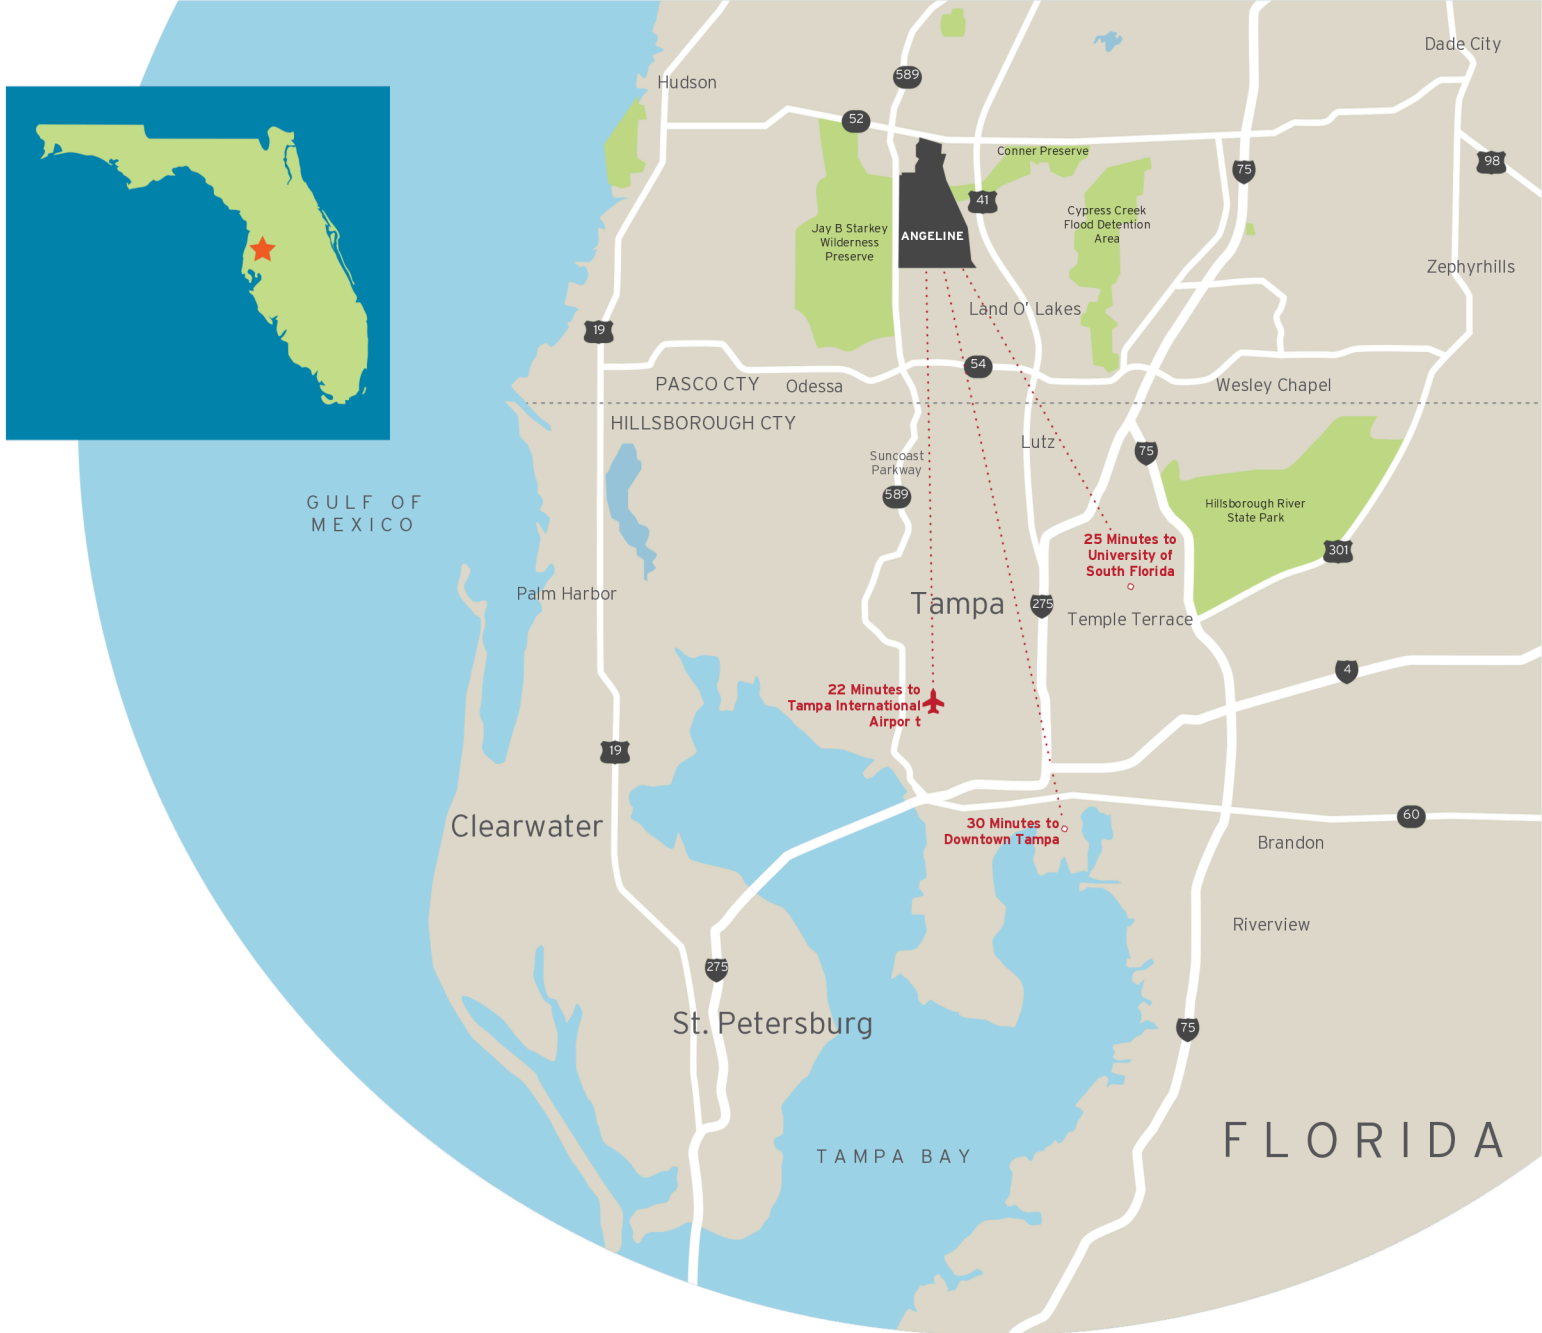 Dade City
589
Hudson
52
Conner Preserve
98
75
41
Cypress Creek
Flood Detention
Area
Jay B Starkey
Wilderness
Preserve
ANGELINE
Zephyrhills
Land O' Lakes
19
54
PASCO CTY
Odessa
Wesley Chapel
HILLSBOROUGH CTY
Lutz
75
Suncoast
Parkway
589
GULF OF
MEXICO
Hillsborough River
State Park
25 Minutes to
University of
South Florida
301
Palm Harbor
Tampa
275
Temple Terrace
4
22 Minutes to
Tampa International
Airpor t
19
60
30 Minutes to
Downtown Tampa
Clearwater
Brandon
Riverview
275
St. Petersburg
75
FLORIDA
TAMPA BAY